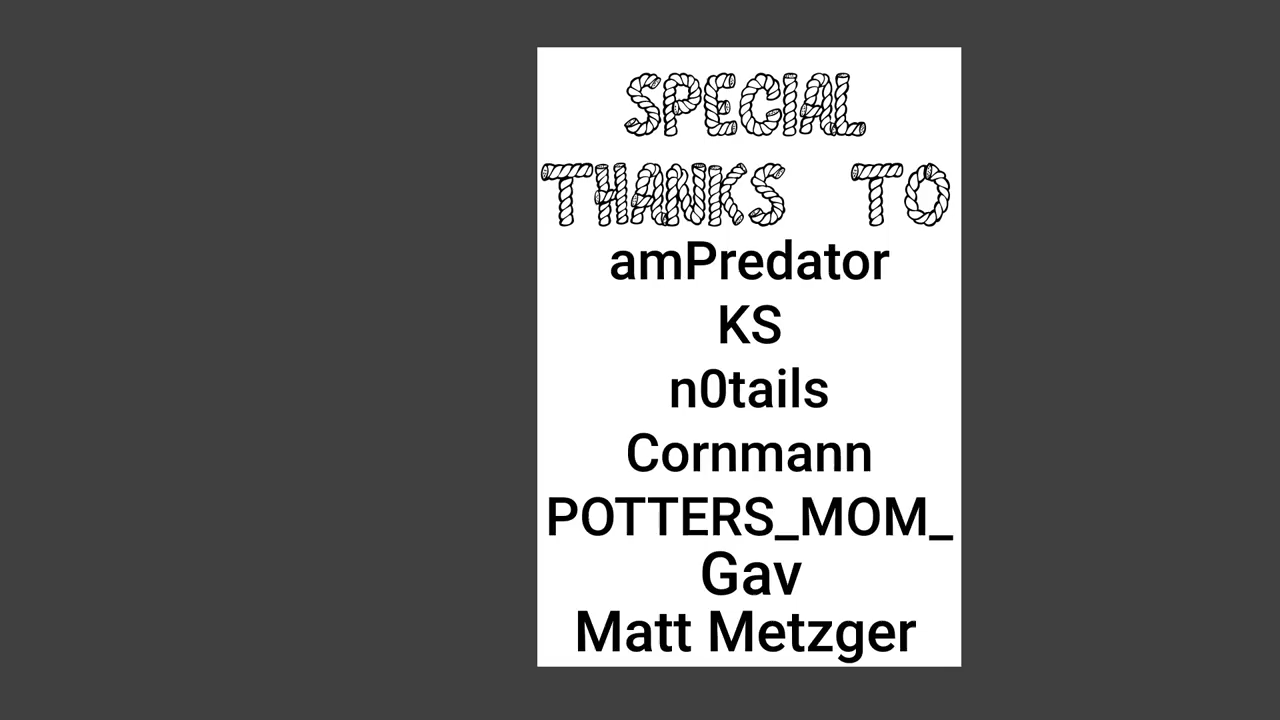 SPECIAL
THANKS TO
amPredator
KS
n0tails
Cornmann
POTTERS_MOM_
Gav
Matt Metzger